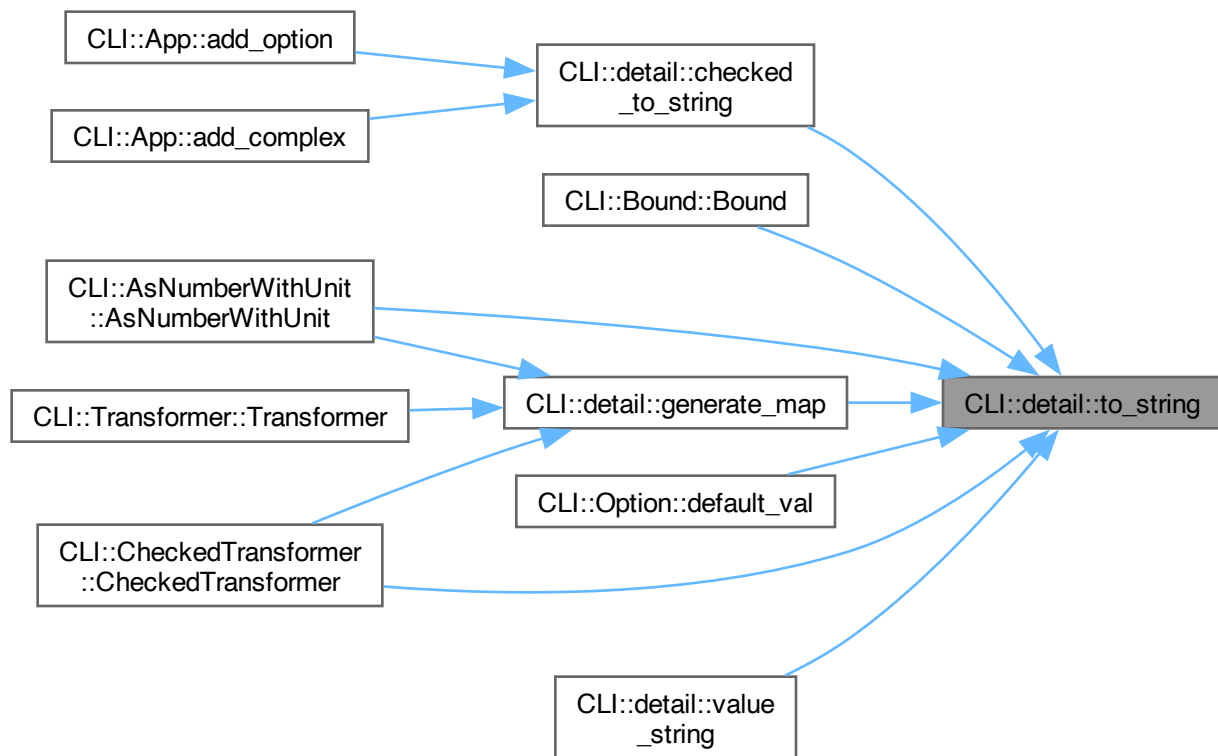 CLI::App::add_option
CLI::detail::checked
_to_string
CLI::App::add_complex
CLI::Bound::Bound
CLI::AsNumberWithUnit
::AsNumberWithUnit
CLI::Transformer::Transformer
CLI::detail::generate_map
CLI::detail::to_string
CLI::Option::default_val
CLI::CheckedTransformer
::CheckedTransformer
CLI::detail::value
_string